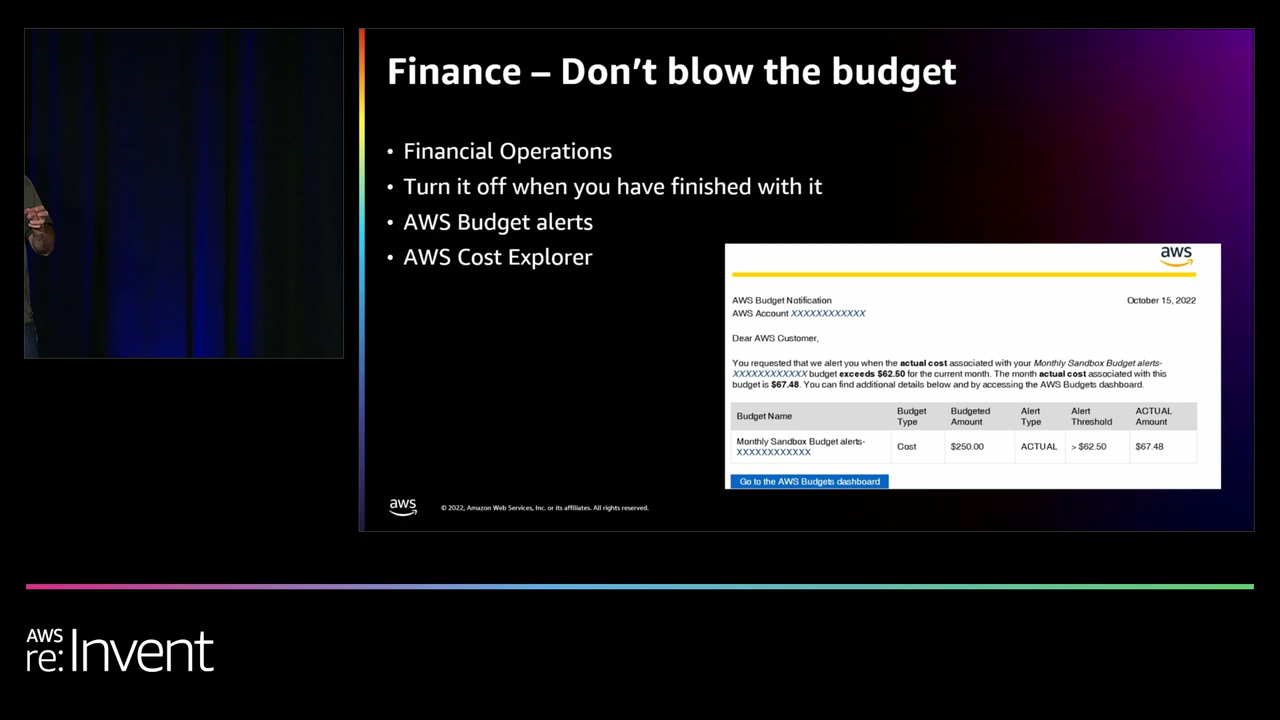 Finance – Don’t blow the budget
• Financial Operations
• Turn it off when you have finished with it
• AWS Budget alerts
• AWS Cost Explorer
aws
AWS Budget Notification
October 15, 2022
AWS Account XXXXXXXXXXXX
Dear AWS Customer,
You requested that we alert you when the actual cost associated with your Monthly Sandbox Budget alerts-
XXXXXXXXXXXX budget exceeds $62.50 for the current month. The month actual cost associated with this
budget is $67.48. You can find additional details below and by accessing the AWS Budgets dashboard.
Budget Name
Budget
Type
Budgeted
Amount
Alert
Type
Alert
Threshold
ACTUAL
Amount
Monthly Sandbox Budget alerts-
XXXXXXXXXXXX
Cost
$250.00
ACTUAL
> $62.50
$67.48
Go to the AWS Budgets dashboard
aws
© 2022, Amazon Web Services, Inc. or its affiliates. All rights reserved.
AWS
re:Invent